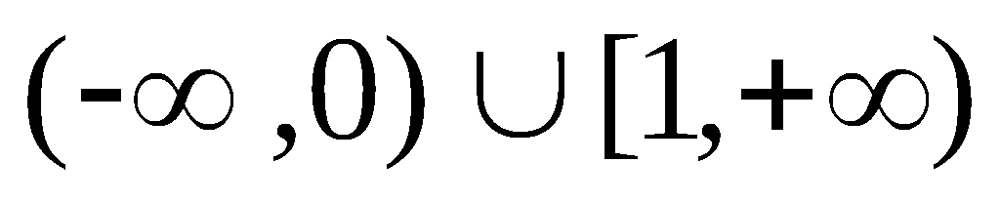 (-∞ ,0) ∪ [1,+∞)